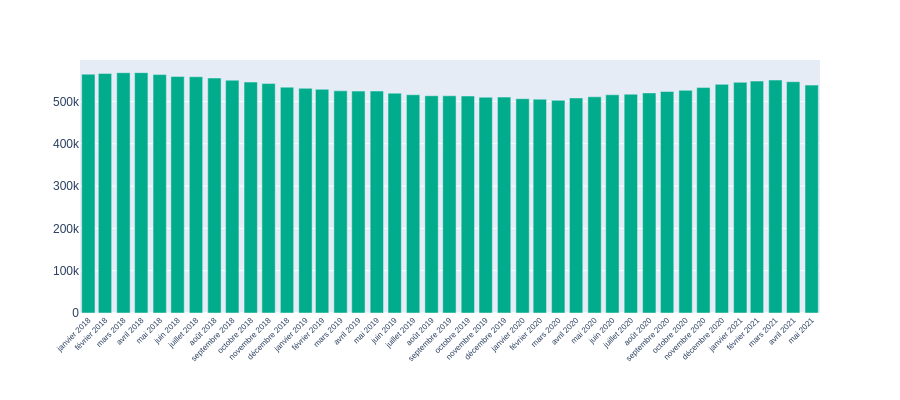 500k
400k
300k
200k
100k
0
janvier 2018
février 2018
mars 2018
avril 2018
mai 2018
juin 2018
juillet 2018
août 2018
septembre 2018
octobre 2018
novembre 2018
décembre 2018
janvier 2019
février 2019
mars 2019
avril 2019
mai 2019
juin 2019
juillet 2019
août 2019
septembre 2019
octobre 2019
novembre 2019
décembre 2019
janvier 2020
février 2020
mars 2020
avril 2020
mai 2020
juin 2020
juillet 2020
août 2020
septembre 2020
octobre 2020
novembre 2020
décembre 2020
janvier 2021
février 2021
mars 2021
avril 2021
mai 2021